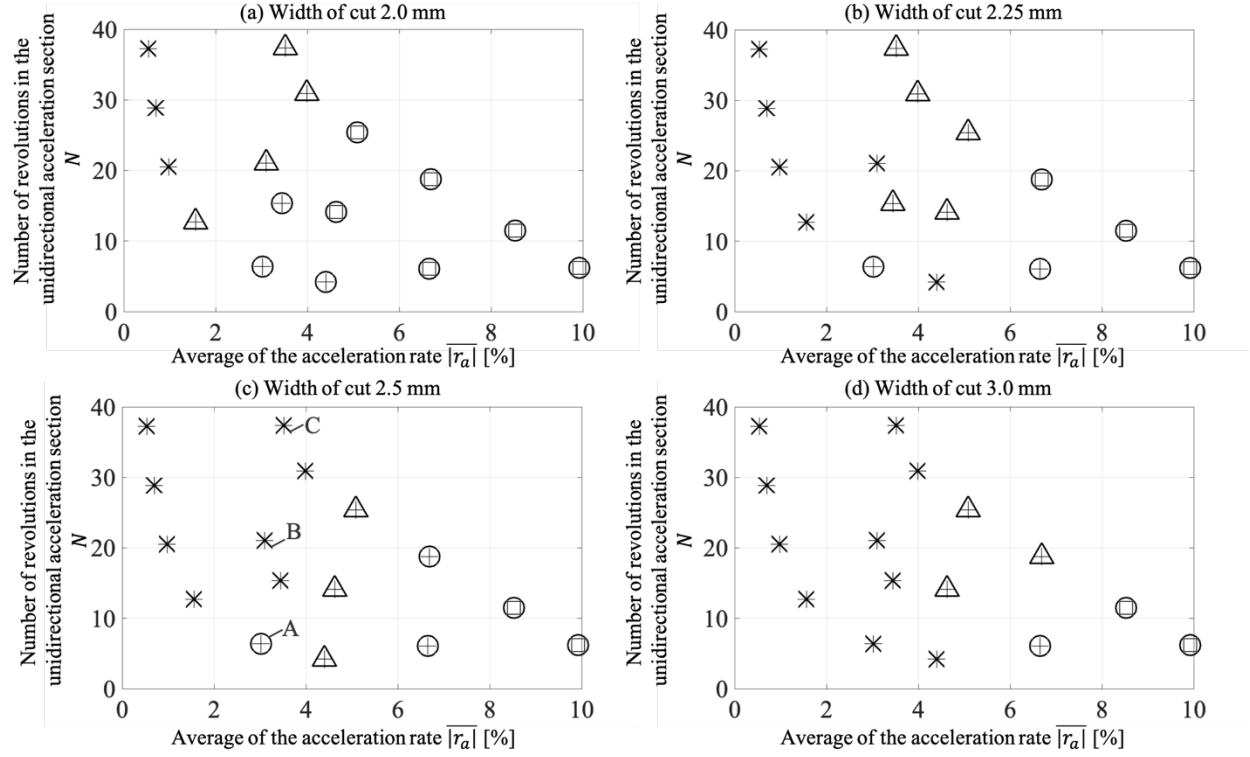 (a) Width of cut 2.0 mm
Number of revolutions in the
unidirectional acceleration section
N
40
30
20
10
0
0 2 4 6 8 10
Average of the acceleration rate |r_a| [%]
(b) Width of cut 2.25 mm
Number of revolutions in the
unidirectional acceleration section
N
40
30
20
10
0
0 2 4 6 8 10
Average of the acceleration rate |r_a| [%]
(c) Width of cut 2.5 mm
Number of revolutions in the
unidirectional acceleration section
N
40
30
20
10
0
C
B
A
0 2 4 6 8 10
Average of the acceleration rate |r_a| [%]
(d) Width of cut 3.0 mm
Number of revolutions in the
unidirectional acceleration section
N
40
30
20
10
0
0 2 4 6 8 10
Average of the acceleration rate |r_a| [%]